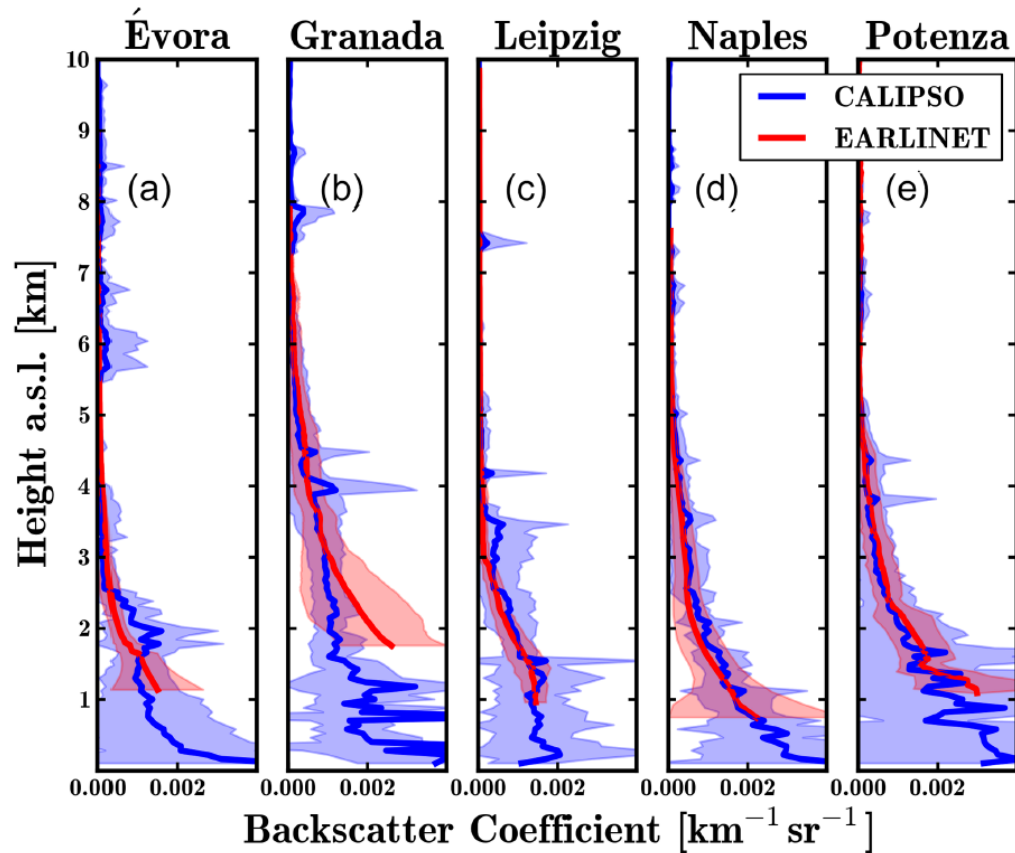 Évora Granada Leipzig Naples Potenza
CALIPSO
EARLINET
(a) (b) (c) (d) (e)
Height a.s.l. [km]
10
9
8
7
6
5
4
3
2
1
0.000 0.002 0.000 0.002 0.000 0.002 0.000 0.002 0.000 0.002
Backscatter Coefficient [km⁻¹ sr⁻¹]